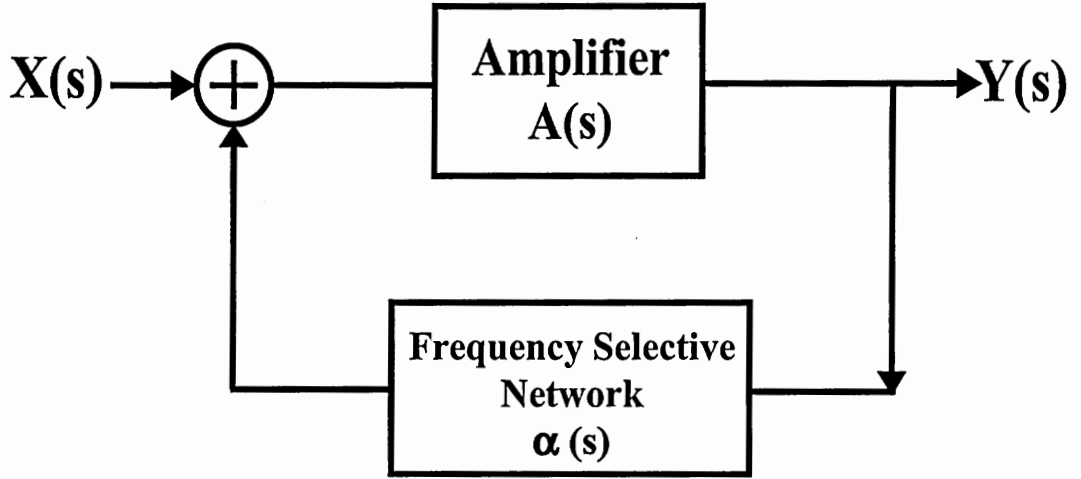 X(s)
+
Amplifier
A(s)
Y(s)
Frequency Selective
Network
α (s)